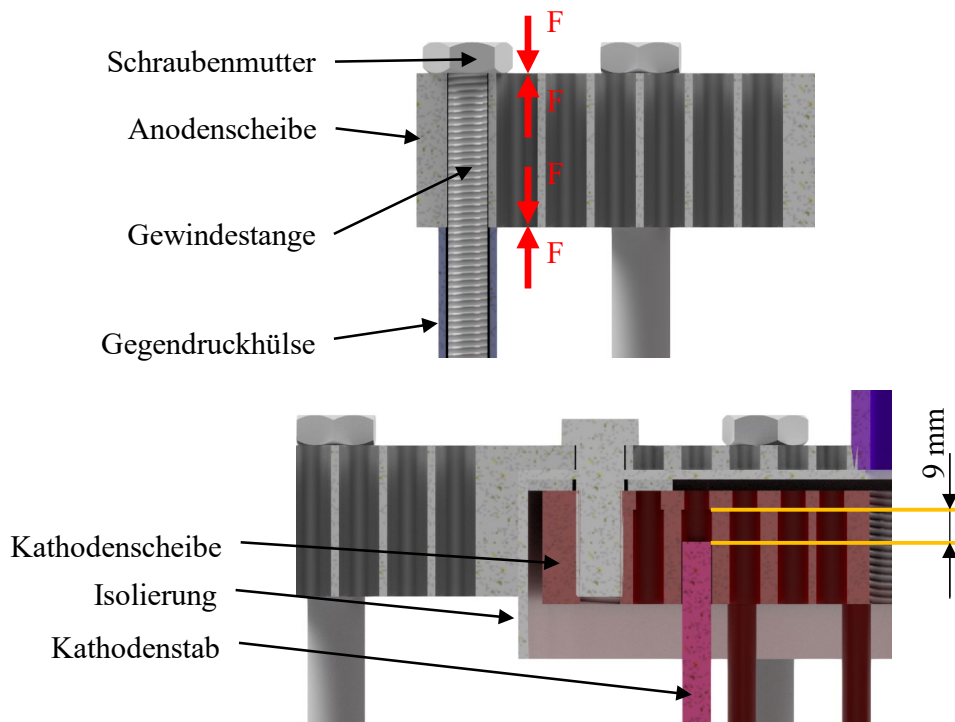 F
Schraubenmutter
F
Anodenscheibe
F
Gewindestange
F
Gegendruckhülse
9 mm
Kathodenscheibe
Isolierung
Kathodenstab